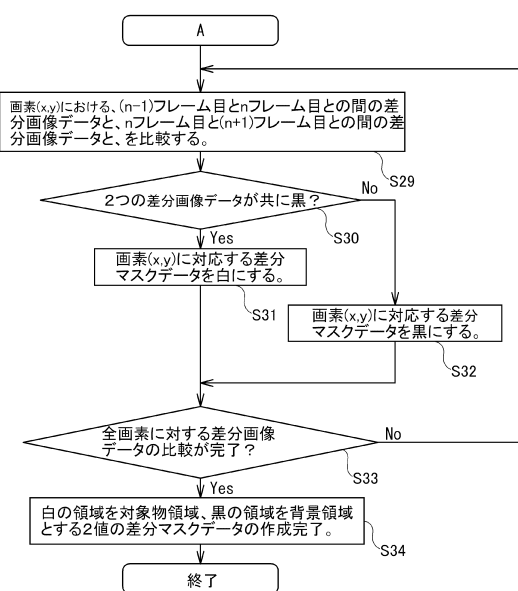 A
画素(x,y)における、(n-1)フレーム目とnフレーム目との間の差
分画像データと、nフレーム目と(n+1)フレーム目との間の差
分画像データと、を比較する。
S29
2つの差分画像データが共に黒?
No
S30
Yes
画素(x,y)に対応する差分
マスクデータを白にする。
S31
画素(x,y)に対応する差分
マスクデータを黒にする。
S32
全画素に対する差分画像
データの比較が完了?
No
S33
Yes
白の領域を対象物領域、黒の領域を背景領域
とする2値の差分マスクデータの作成完了。
S34
終了